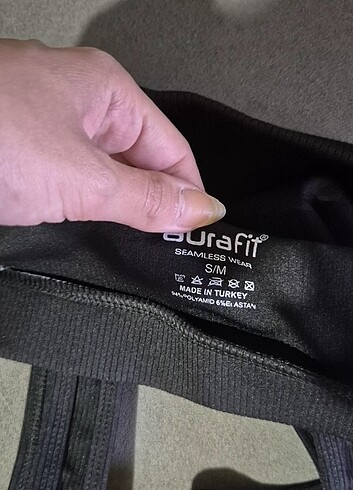 aurafit®
SEAMLESS WEAR
S/M
MADE IN TURKEY
94%POLYAMID 6%ELASTAN